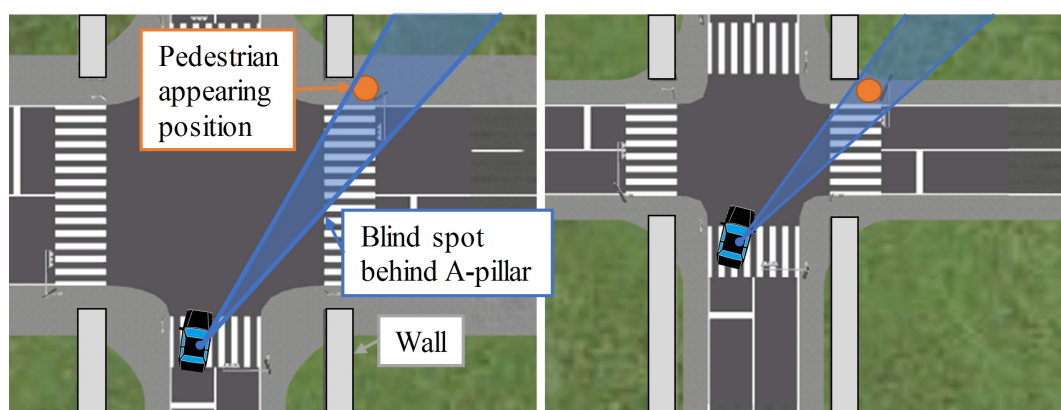 Pedestrian
appearing
position
Blind spot
behind A-pillar
Wall